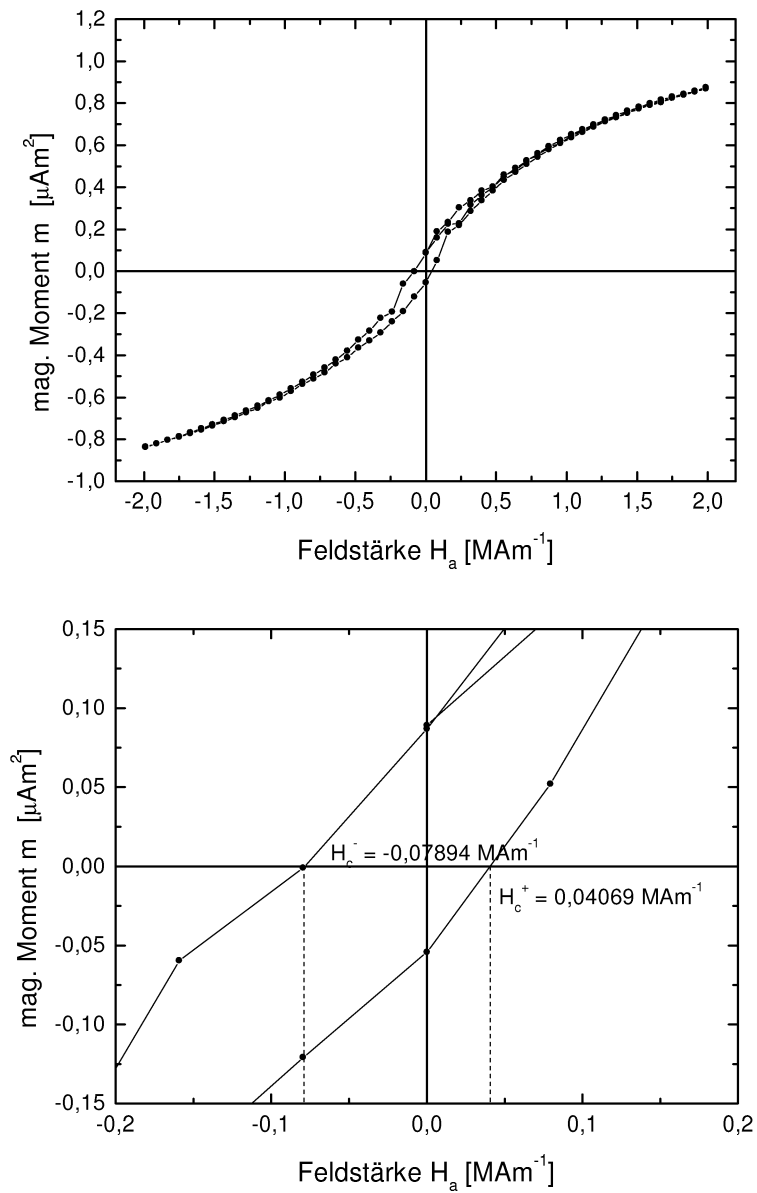 1,2
1,0
0,8
0,6
0,4
0,2
0,0
-0,2
-0,4
-0,6
-0,8
-1,0
mag. Moment m [μAm²]
-2,0 -1,5 -1,0 -0,5 0,0 0,5 1,0 1,5 2,0
Feldstärke Hₐ [MAm⁻¹]
0,15
0,10
0,05
0,00
-0,05
-0,10
-0,15
mag. Moment m [μAm²]
H_c⁻ = -0,07894 MAm⁻¹
H_c⁺ = 0,04069 MAm⁻¹
-0,2 -0,1 0,0 0,1 0,2
Feldstärke Hₐ [MAm⁻¹]